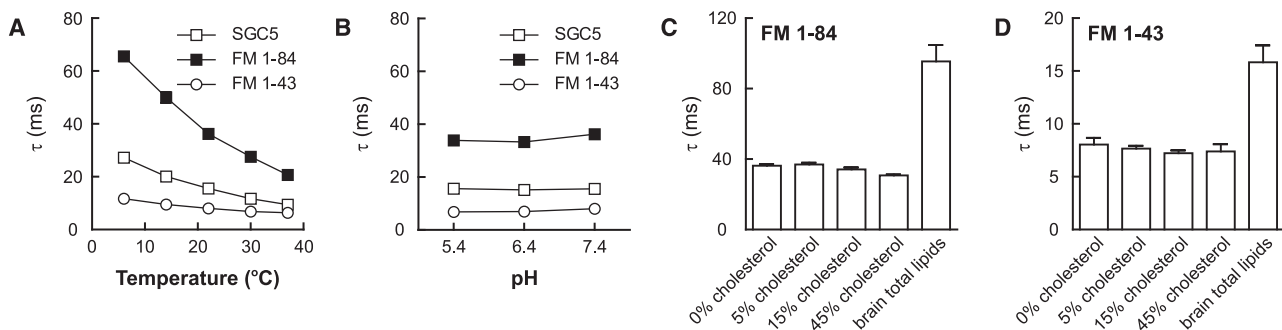 A
80
60
40
20
0
τ (ms)
SGC5
FM 1-84
FM 1-43
0 10 20 30 40
Temperature (°C)
B
80
60
40
20
0
τ (ms)
SGC5
FM 1-84
FM 1-43
5.4 6.4 7.4
pH
C
FM 1-84
120
80
40
0
τ (ms)
0% cholesterol
5% cholesterol
15% cholesterol
45% cholesterol
brain total lipids
D
FM 1-43
20
15
10
5
0
τ (ms)
0% cholesterol
5% cholesterol
15% cholesterol
45% cholesterol
brain total lipids